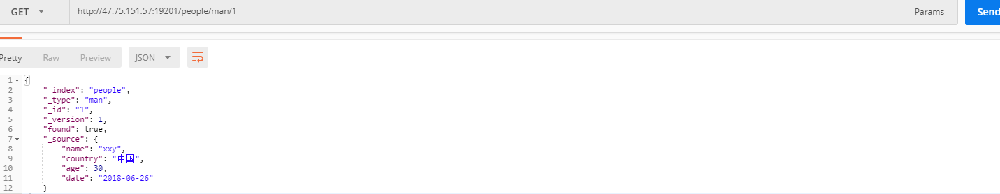 GET http://47.75.151.57:19201/people/man/1 Params Send
Pretty Raw Preview JSON
1 {
2 "_index": "people",
3 "_type": "man",
4 "_id": "1",
5 "_version": 1,
6 "found": true,
7 "_source": {
8 "name": "xxy",
9 "country": "中国",
10 "age": 30,
11 "date": "2018-06-26"
12 }